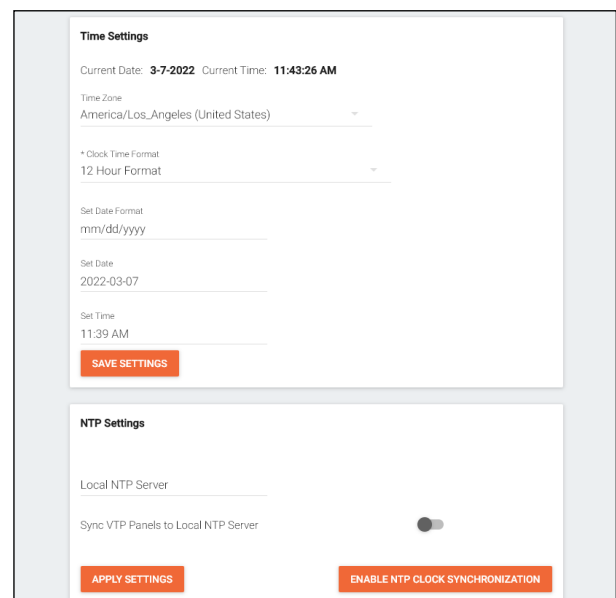 Time Settings
Current Date: 3-7-2022 Current Time: 11:43:26 AM
Time Zone
America/Los_Angeles (United States)
* Clock Time Format
12 Hour Format
Set Date Format
mm/dd/yyyy
Set Date
2022-03-07
Set Time
11:39 AM
SAVE SETTINGS
NTP Settings
Local NTP Server
Sync VTP Panels to Local NTP Server
APPLY SETTINGS ENABLE NTP CLOCK SYNCHRONIZATION